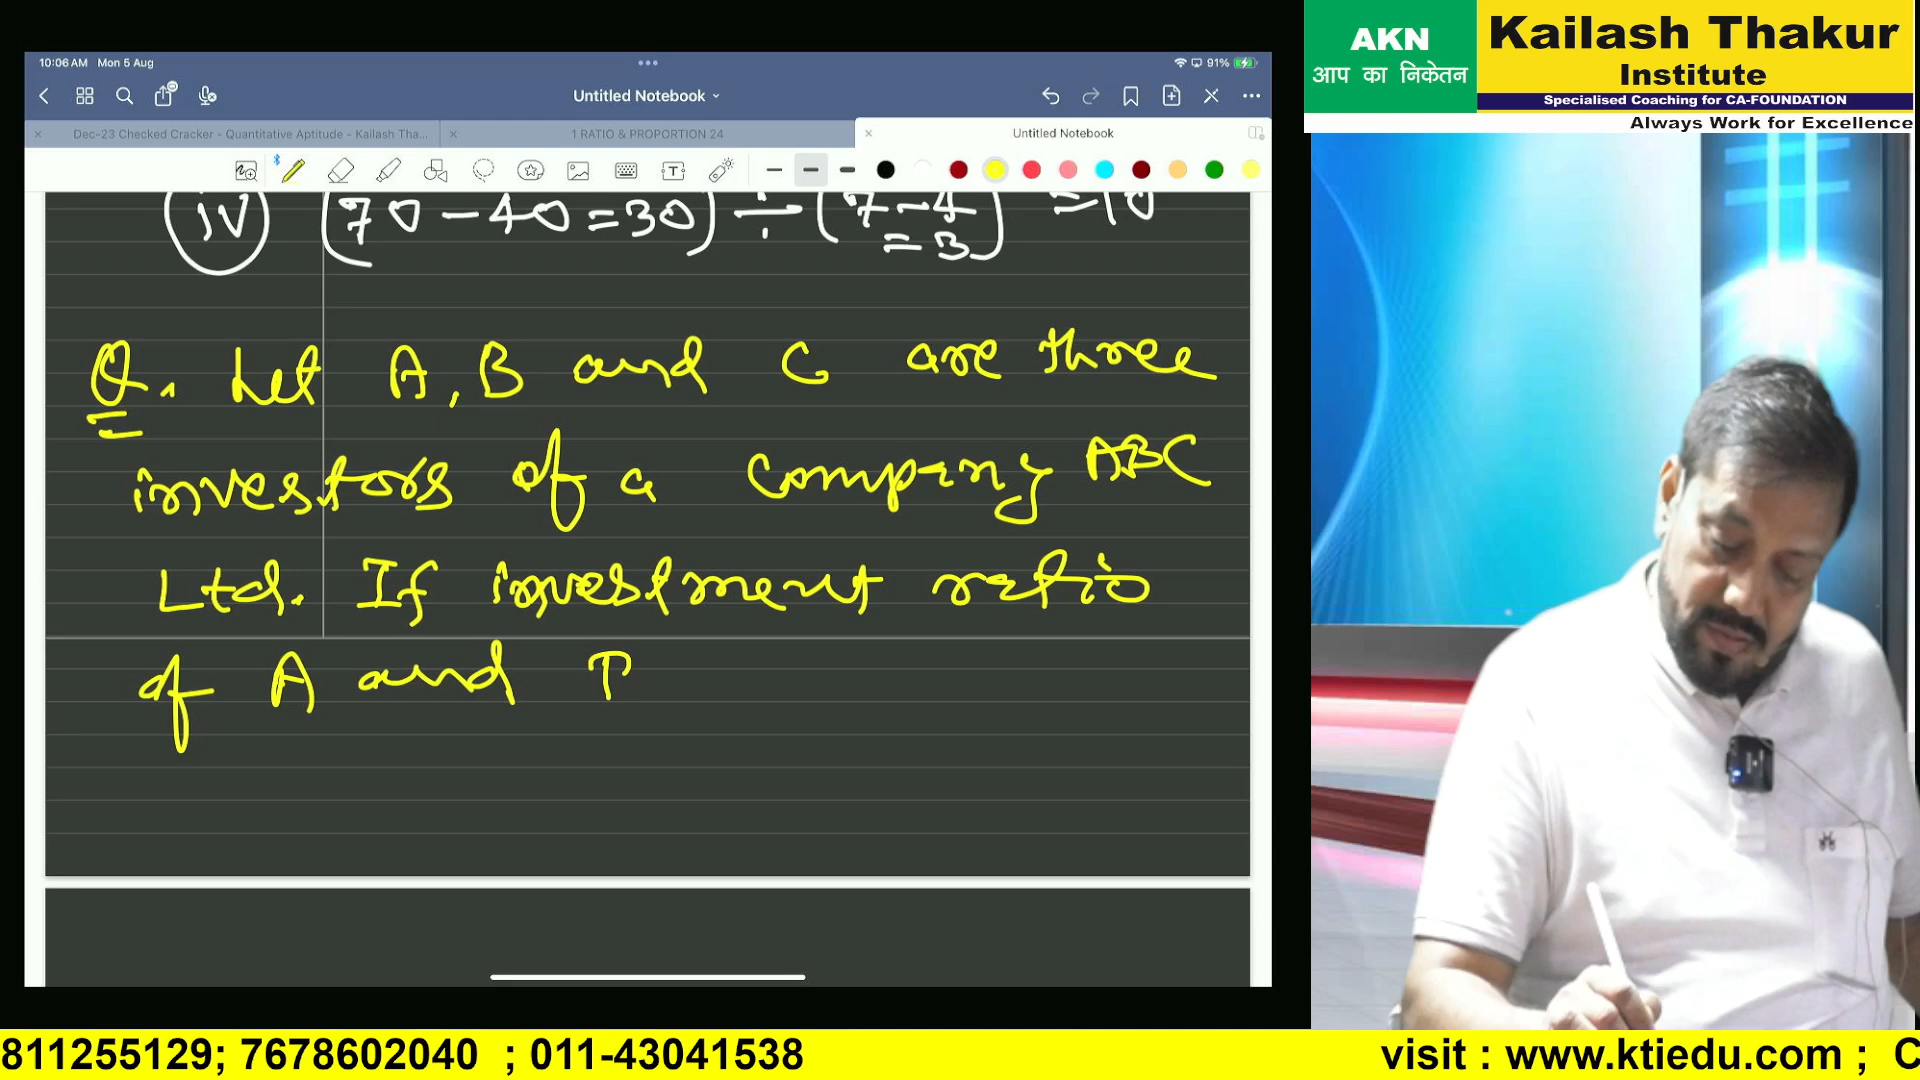 AKN
आप का निकेतन
Kailash Thakur
Institute
Specialised Coaching for CA-FOUNDATION
Always Work for Excellence
10:06 AM Mon 5 Aug
91%
Untitled Notebook
Dec-23 Checked Cracker - Quantitative Aptitude - Kailash Tha...
1 RATIO & PROPORTION 24
Untitled Notebook
iv (70 - 40 = 30) ÷ (7 - 4 = 3) = 10
Q. Let A, B and C are three
investors of a company ABC
Ltd. If investment ratio
of A and
811255129; 7678602040 ; 011-43041538
visit : www.ktiedu.com ; C